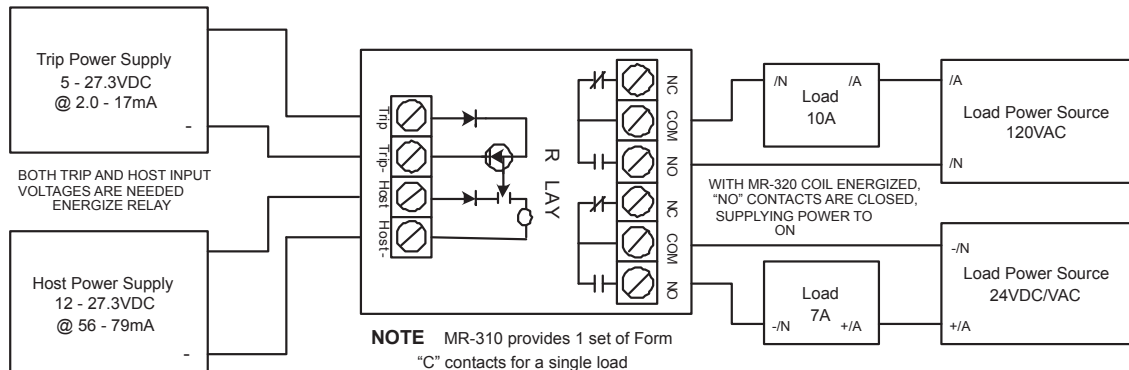 Trip Power Supply
5 - 27.3VDC
@ 2.0 - 17mA
-
BOTH TRIP AND HOST INPUT
VOLTAGES ARE NEEDED
ENERGIZE RELAY
Host Power Supply
12 - 27.3VDC
@ 56 - 79mA
-
Trip
Trip-
Host
Host-
R LAY
NC
COM
NO
NC
COM
NO
NOTE MR-310 provides 1 set of Form
“C” contacts for a single load
/N /A
Load
10A
/A
Load Power Source
120VAC
/N
WITH MR-320 COIL ENERGIZED,
“NO” CONTACTS ARE CLOSED,
SUPPLYING POWER TO
ON
Load
7A
-/N +/A
-/N
Load Power Source
24VDC/VAC
+/A